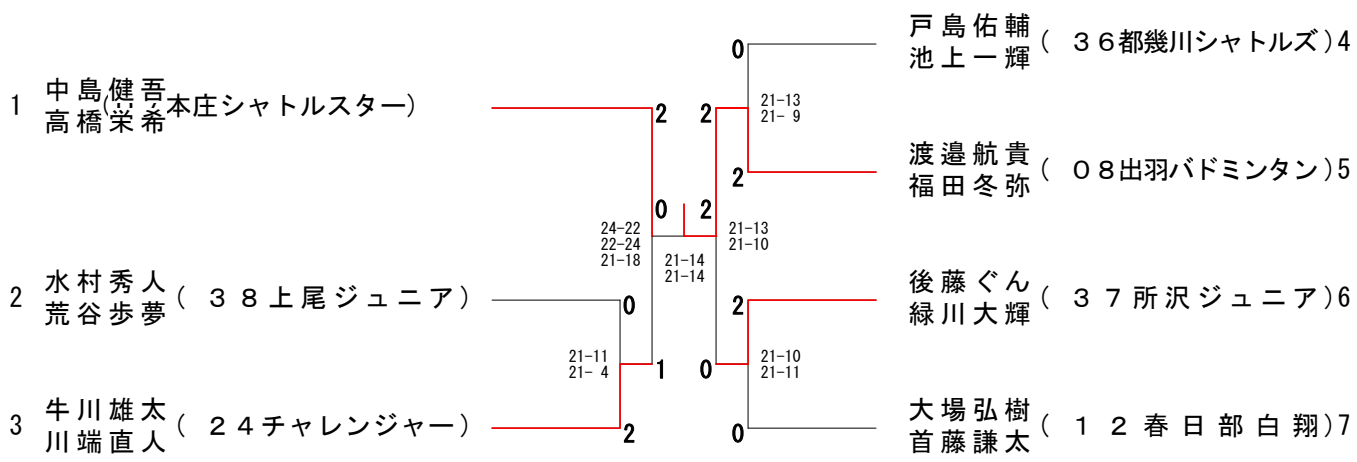 1 中島健吾
高橋栄希
本庄シャトルスター)
2 水村秀人
荒谷歩夢
( 38上尾ジュニア )
3 牛川雄太
川端直人
( 24チャレンジャー )
戸島佑輔
池上一輝
( 36都幾川シャトルズ)4
渡邉航貴
福田冬弥
( 08出羽バドミンタン)5
後藤ぐん
緑川大輝
( 37所沢ジュニア)6
大場弘樹
首藤謙太
( 12春日部白翔)7
2
0
24-22
22-24
21-18
0
21-11
21- 4
1
2
21-14
21-14
0
2
21-13
21- 9
2
2
21-13
21-10
2
0
21-10
21-11
0